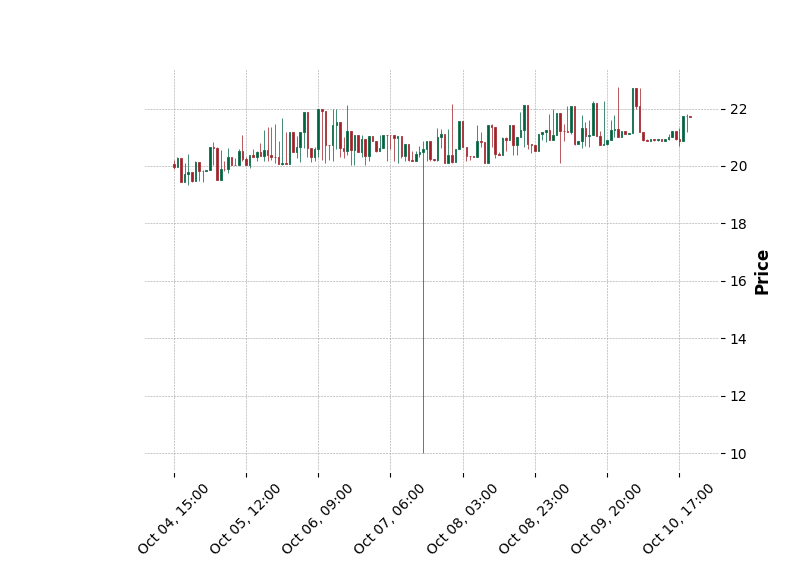 22
20
18
16
14
12
10
Price
Oct 04, 15:00
Oct 05, 12:00
Oct 06, 09:00
Oct 07, 06:00
Oct 08, 03:00
Oct 08, 23:00
Oct 09, 20:00
Oct 10, 17:00